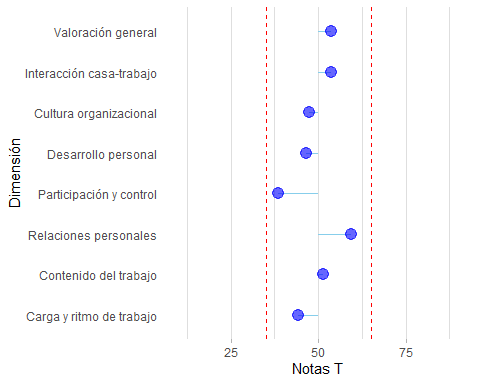 Valoración general
Interacción casa-trabajo
Cultura organizacional
Desarrollo personal
Participación y control
Relaciones personales
Contenido del trabajo
Carga y ritmo de trabajo
Dimensión
25 50 75
Notas T